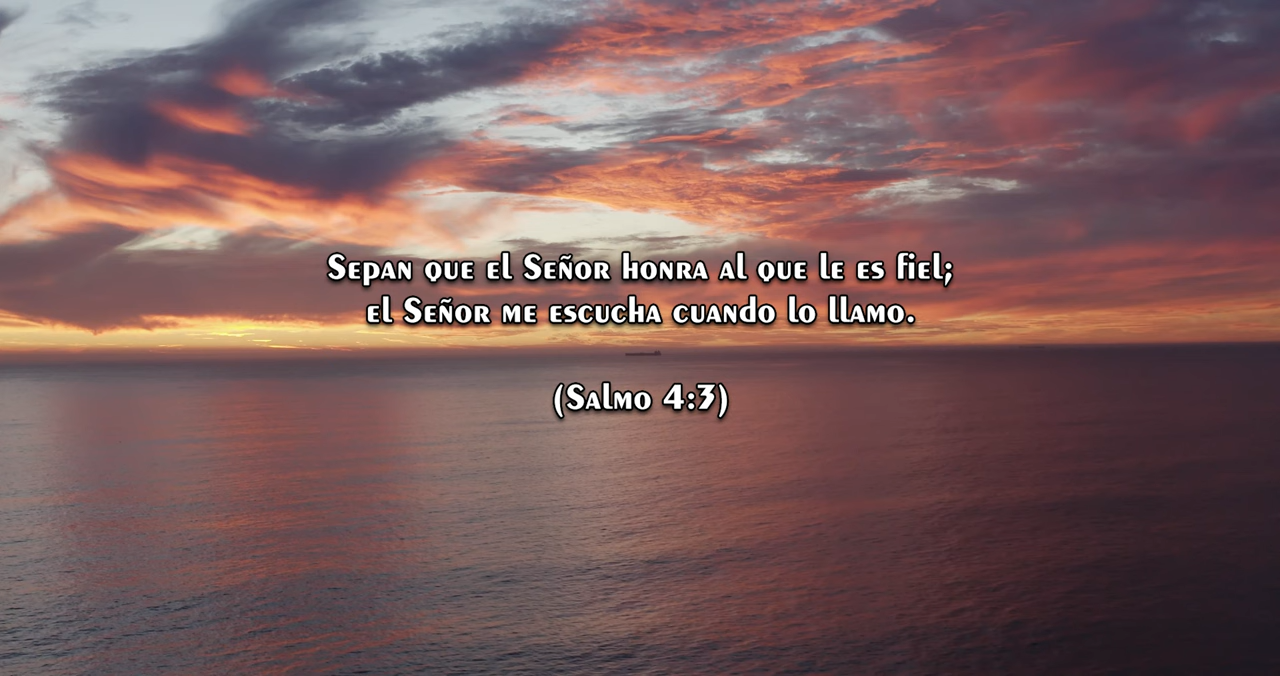 Sepan que el Señor honra al que le es fiel;
el Señor me escucha cuando lo llamo.
(Salmo 4:3)